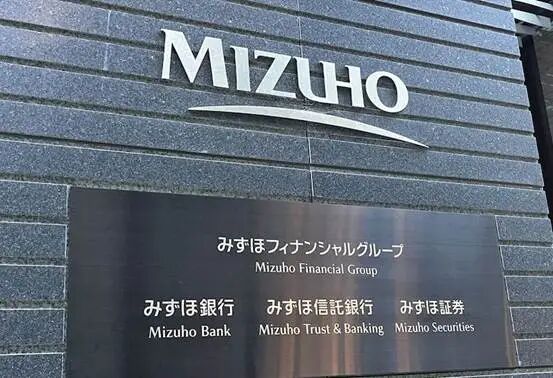 MIZUHO
みずほフィナンシャルグループ
Mizuho Financial Group
みずほ銀行 みずほ信託銀行 みずほ証券
Mizuho Bank Mizuho Trust & Banking Mizuho Securities